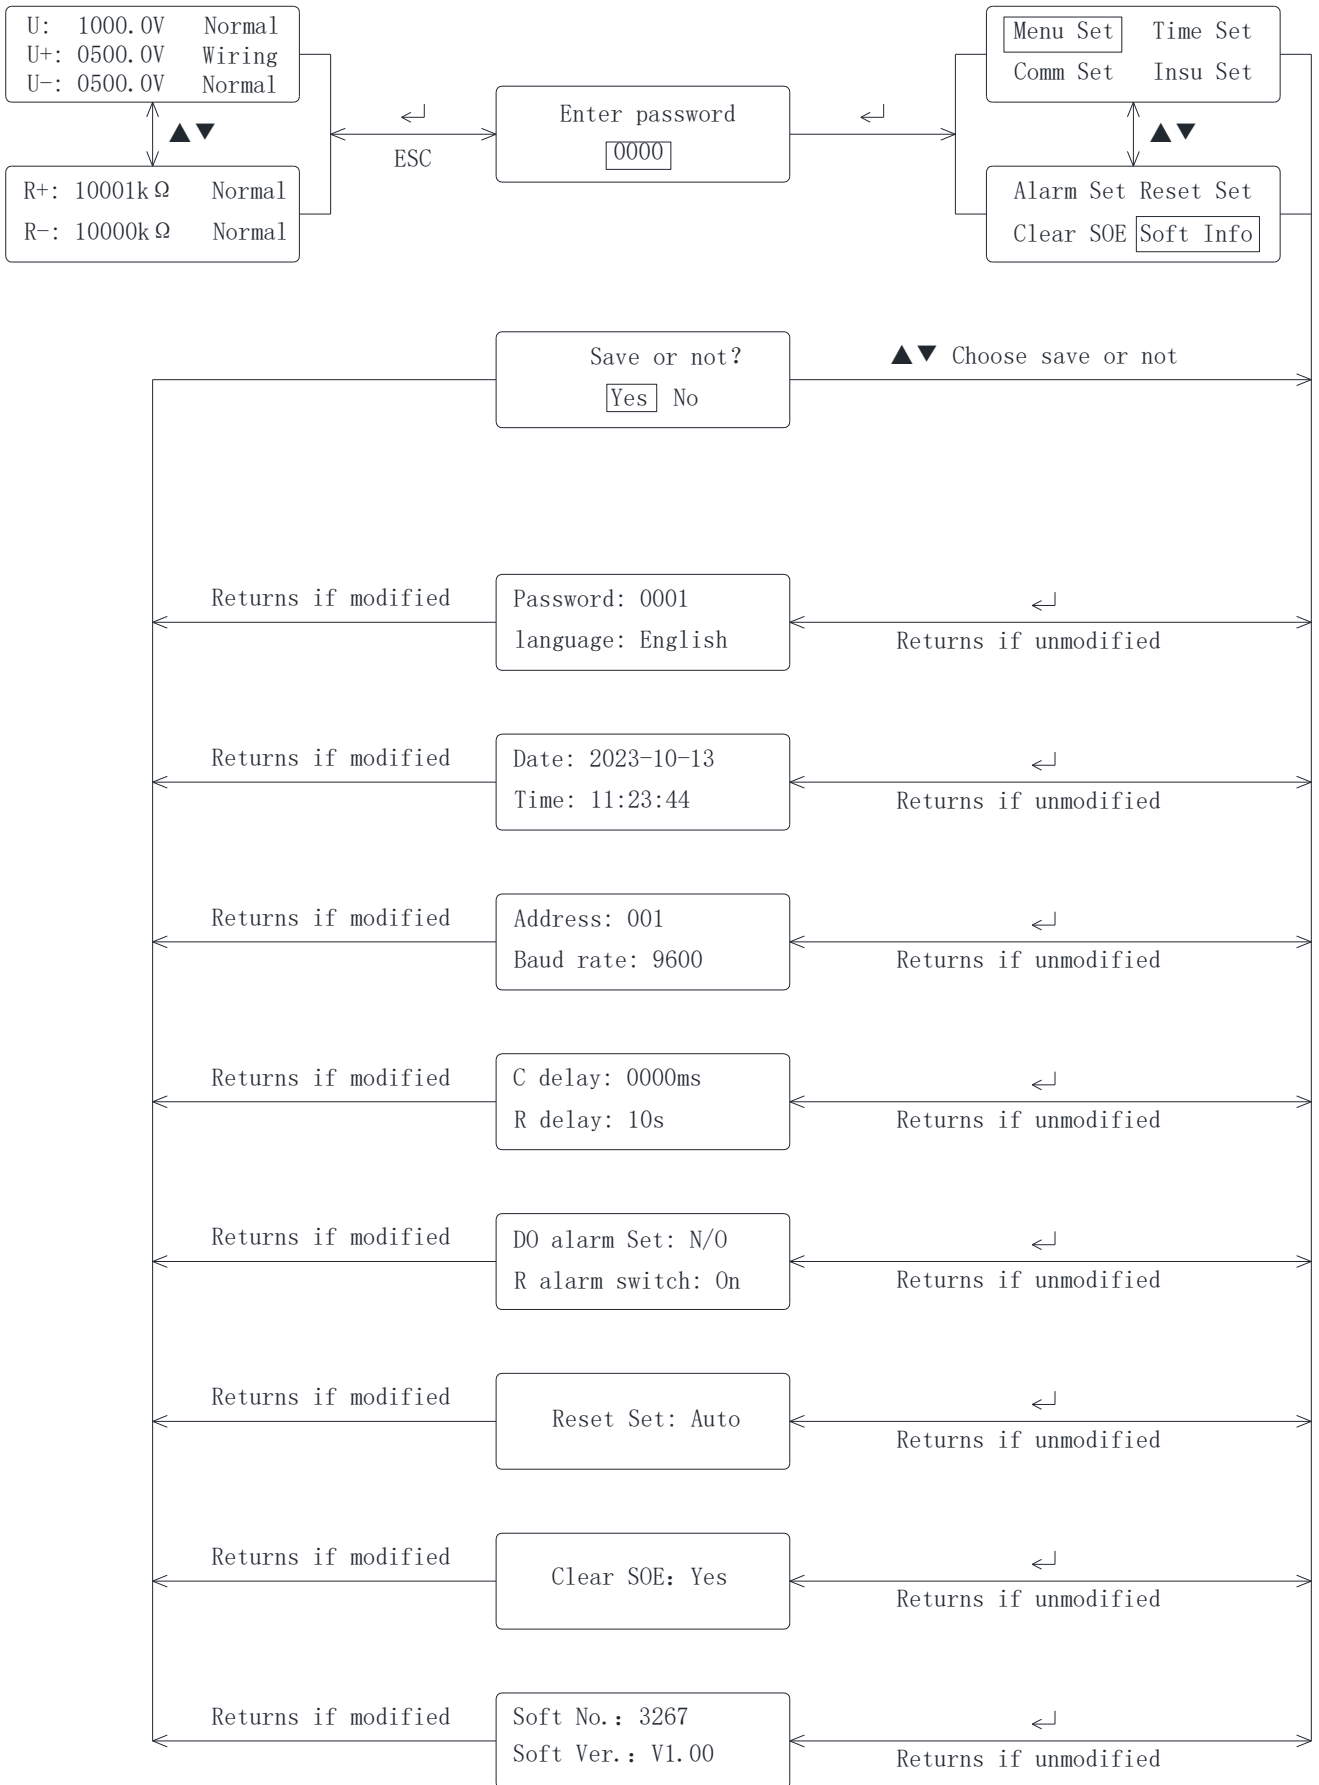 U:  1000.0V  Normal
U+: 0500.0V  Wiring
U-: 0500.0V  Normal
▲▼
R+: 10001kΩ  Normal
R-: 10000kΩ  Normal
ESC
Enter password
0000
Menu Set  Time Set
Comm Set  Insu Set
▲▼
Alarm Set Reset Set
Clear SOE Soft Info
Save or not?
Yes No
▲▼ Choose save or not
Returns if modified
Password: 0001
language: English
Returns if unmodified
Returns if modified
Date: 2023-10-13
Time: 11:23:44
Returns if unmodified
Returns if modified
Address: 001
Baud rate: 9600
Returns if unmodified
Returns if modified
C delay: 0000ms
R delay: 10s
Returns if unmodified
Returns if modified
DO alarm Set: N/O
R alarm switch: On
Returns if unmodified
Returns if modified
Reset Set: Auto
Returns if unmodified
Returns if modified
Clear SOE: Yes
Returns if unmodified
Returns if modified
Soft No.: 3267
Soft Ver.: V1.00
Returns if unmodified